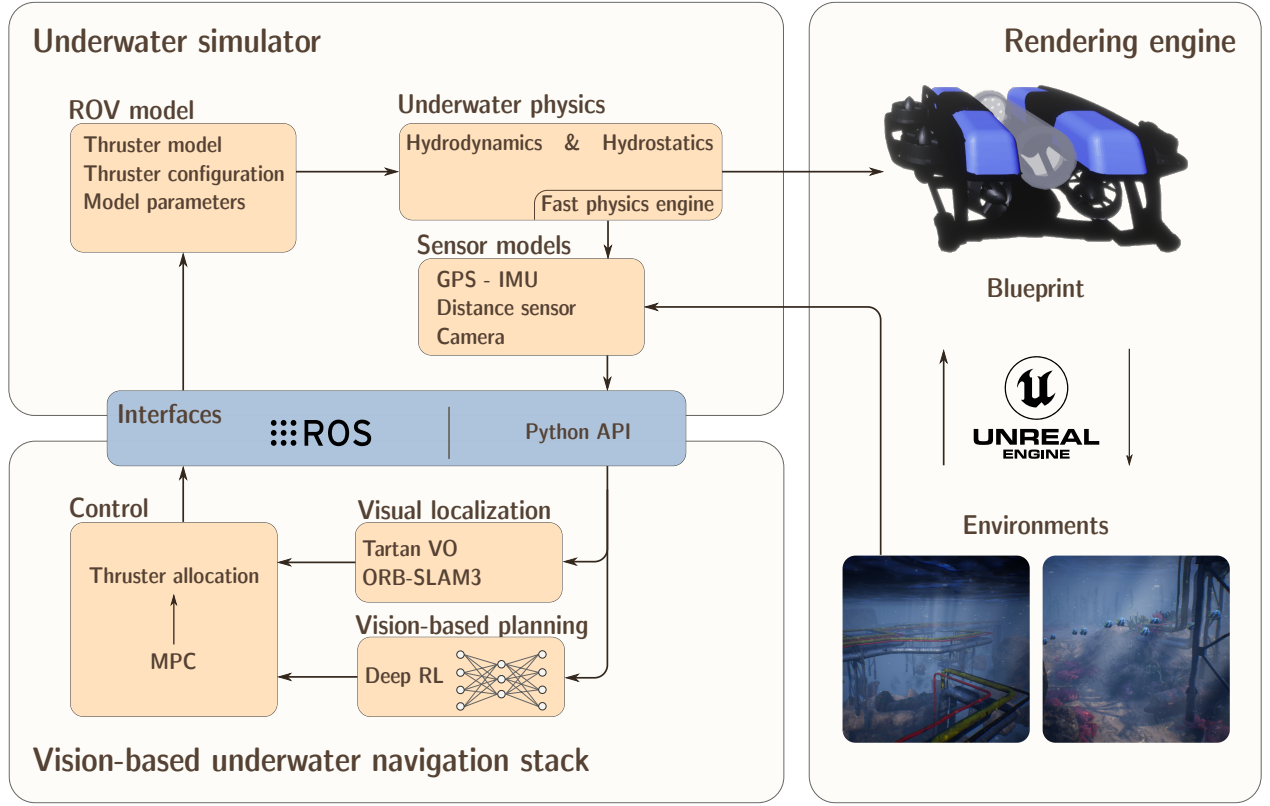 Underwater simulator
ROV model
Thruster model
Thruster configuration
Model parameters
Underwater physics
Hydrodynamics & Hydrostatics
Fast physics engine
Sensor models
GPS - IMU
Distance sensor
Camera
Interfaces
ROS
Python API
Control
Thruster allocation
MPC
Visual localization
Tartan VO
ORB-SLAM3
Vision-based planning
Deep RL
Vision-based underwater navigation stack
Rendering engine
Blueprint
UNREAL
ENGINE
Environments